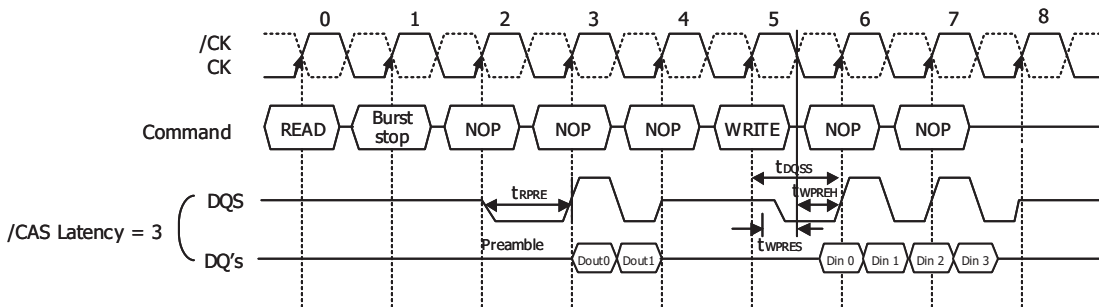 0 1 2 3 4 5 6 7 8
/CK
CK
Command READ Burst stop NOP NOP NOP WRITE NOP NOP
tDQSS
DQS tRPRE tWPREH
/CAS Latency = 3
Preamble tWPRES
DQ's Dout0 Dout1 Din 0 Din 1 Din 2 Din 3